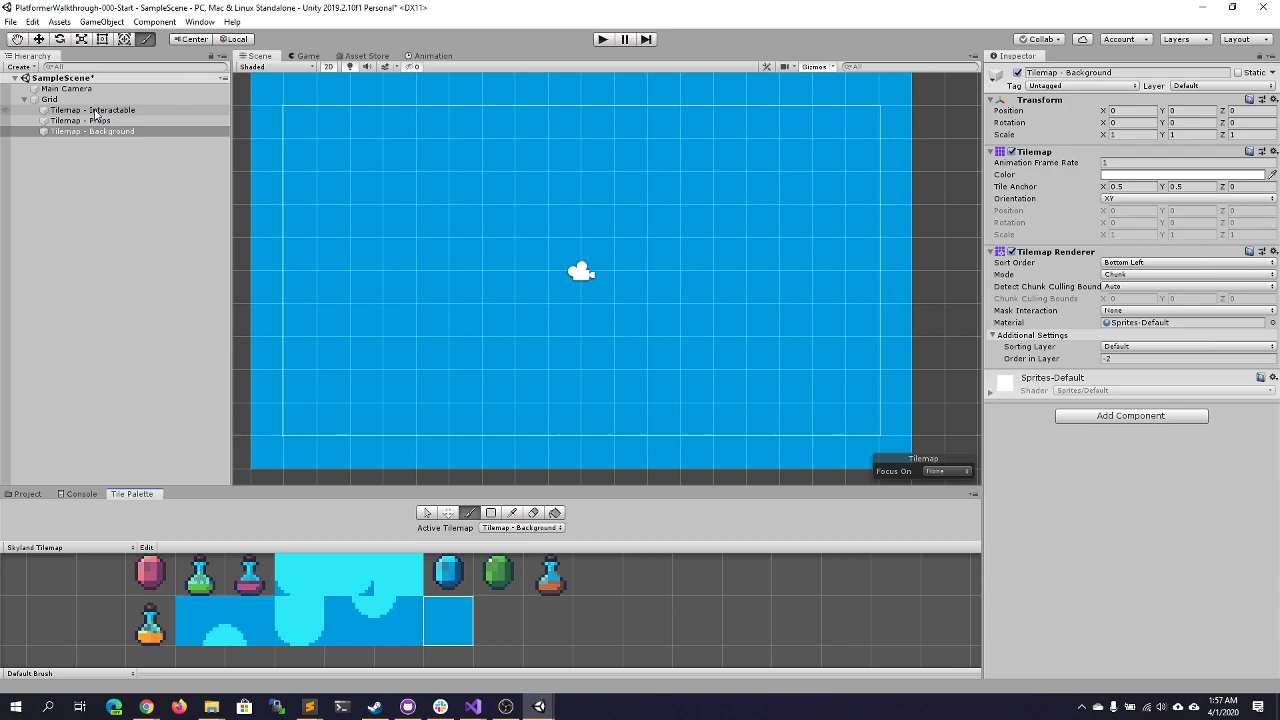 PlatformerWalkthrough-000-Start - SampleScene - PC, Mac & Linux Standalone - Unity 2019.2.10f1 Personal* <DX11>
File Edit Assets GameObject Component Window Help
Center Local Collab Account Layers Layout
Hierarchy Scene Game Asset Store Animation Inspector
Create All Shaded 2D 0 Gizmos All
SampleScene*
Main Camera
Grid
Tilemap - Interactable
Tilemap -
Tilemap - Background
Tilemap - Background Static
Tag Untagged Layer Default
Transform
Position X 0 Y 0 Z 0
Rotation X 0 Y 0 Z 0
Scale X 1 Y 1 Z 1
Tilemap
Animation Frame Rate 1
Color
Tile Anchor X 0.5 Y 0.5 Z 0
Orientation XY
Position X 0 Y 0 Z 0
Rotation X 0 Y 0 Z 0
Scale X 1 Y 1 Z 1
Tilemap Renderer
Sort Order Bottom Left
Mode Chunk
Detect Chunk Culling Bound Auto
Chunk Culling Bounds X 0 Y 0 Z 0
Mask Interaction None
Material Sprites-Default
Additional Settings
Sorting Layer Default
Order in Layer -2
Sprites-Default
Shader Sprites/Default
Add Component
Tilemap
Focus On None
Project Console Tile Palette
Active Tilemap Tilemap - Background
Skyland Tilemap Edit
Default Brush
1:57 AM
4/1/2020